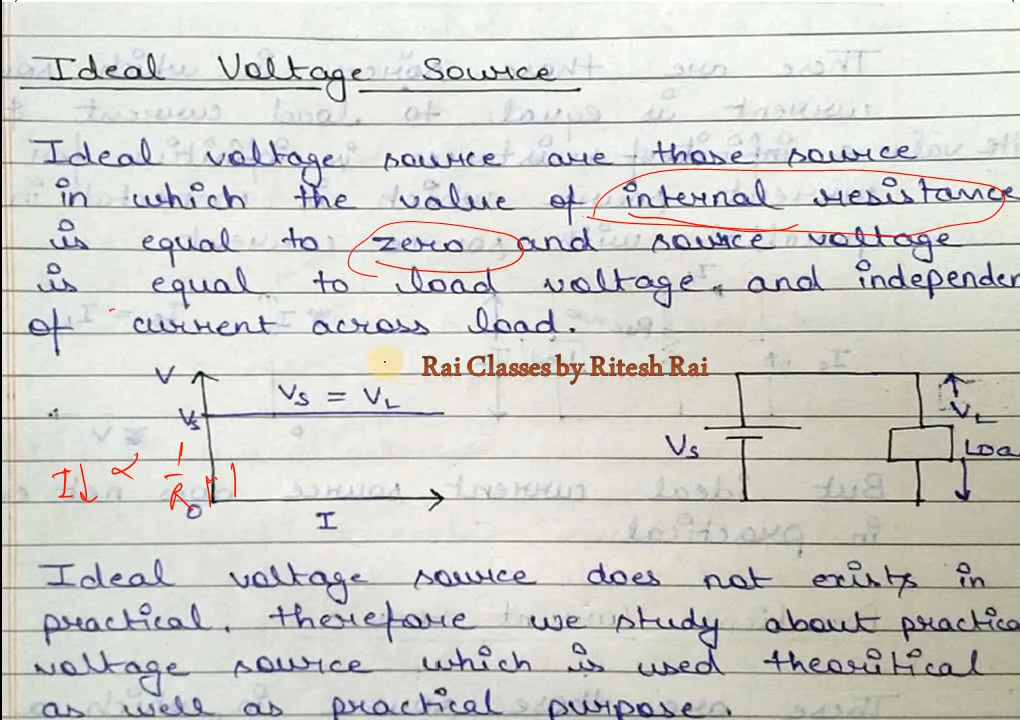 Ideal Voltage Source
Ideal voltage source are those source
in which the value of internal resistance
is equal to zero and source voltage
is equal to load voltage and independen
of current across load.
Rai Classes by Ritesh Rai
V
Vs = VL
Vs
I↓ ∝ 1/R
O
I
Vs
VL
Loa
Ideal voltage source does not exists in
practical. therefore we study about practica
voltage source which is used theoritical
as well as practical purpose.